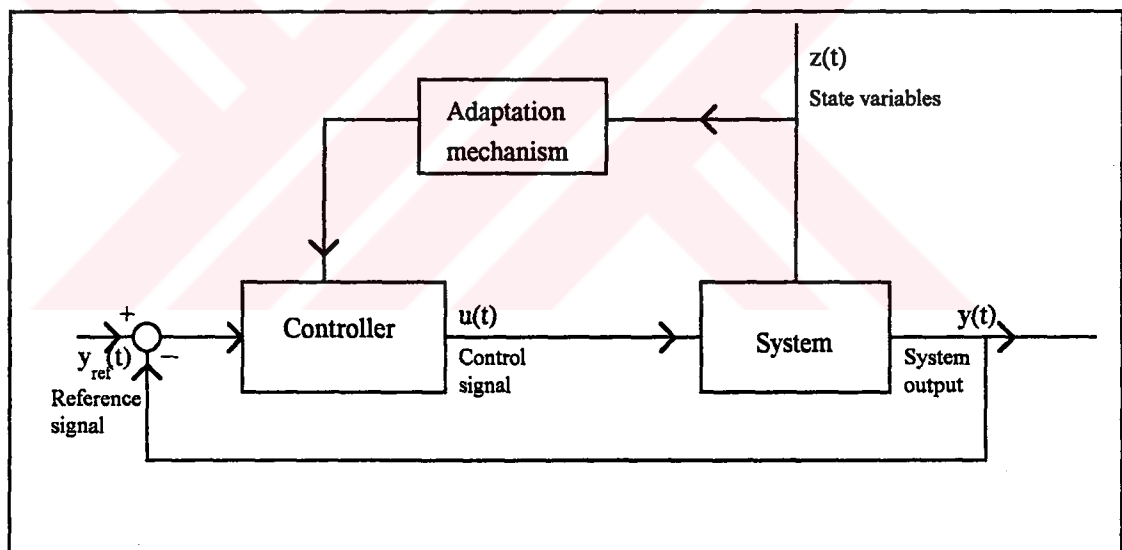 z(t)
State variables
Adaptation
mechanism
+
y_ref(t)
−
Reference
signal
Controller
u(t)
Control
signal
System
y(t)
System
output